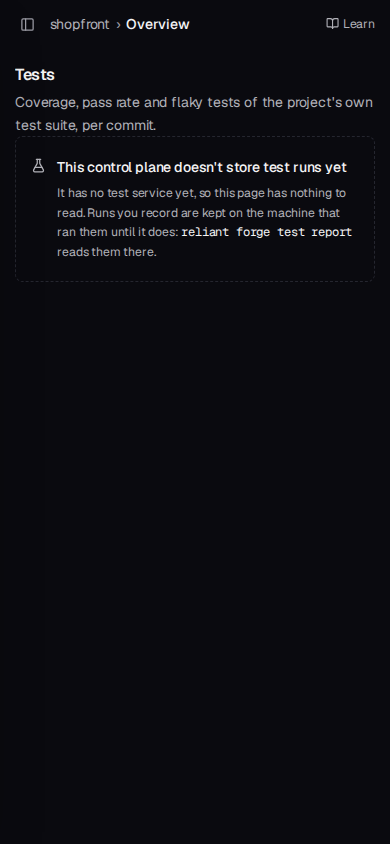 shopfront › Overview
Learn
Tests
Coverage, pass rate and flaky tests of the project's own
test suite, per commit.
This control plane doesn't store test runs yet
It has no test service yet, so this page has nothing to
read. Runs you record are kept on the machine that
ran them until it does: reliant forge test report
reads them there.